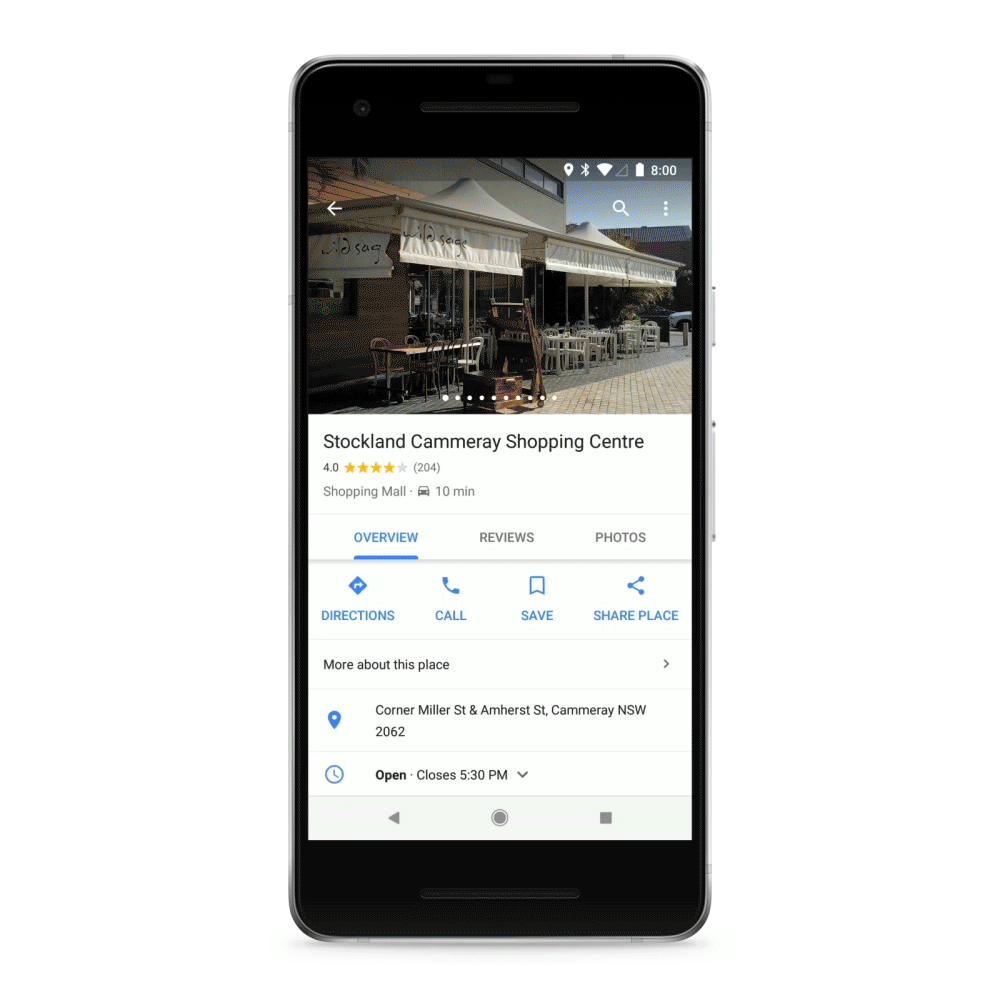 8:00
wild sag
wild sage
Stockland Cammeray Shopping Centre
4.0 (204)
Shopping Mall · 10 min
OVERVIEW REVIEWS PHOTOS
DIRECTIONS CALL SAVE SHARE PLACE
More about this place
Corner Miller St & Amherst St, Cammeray NSW
2062
Open · Closes 5:30 PM